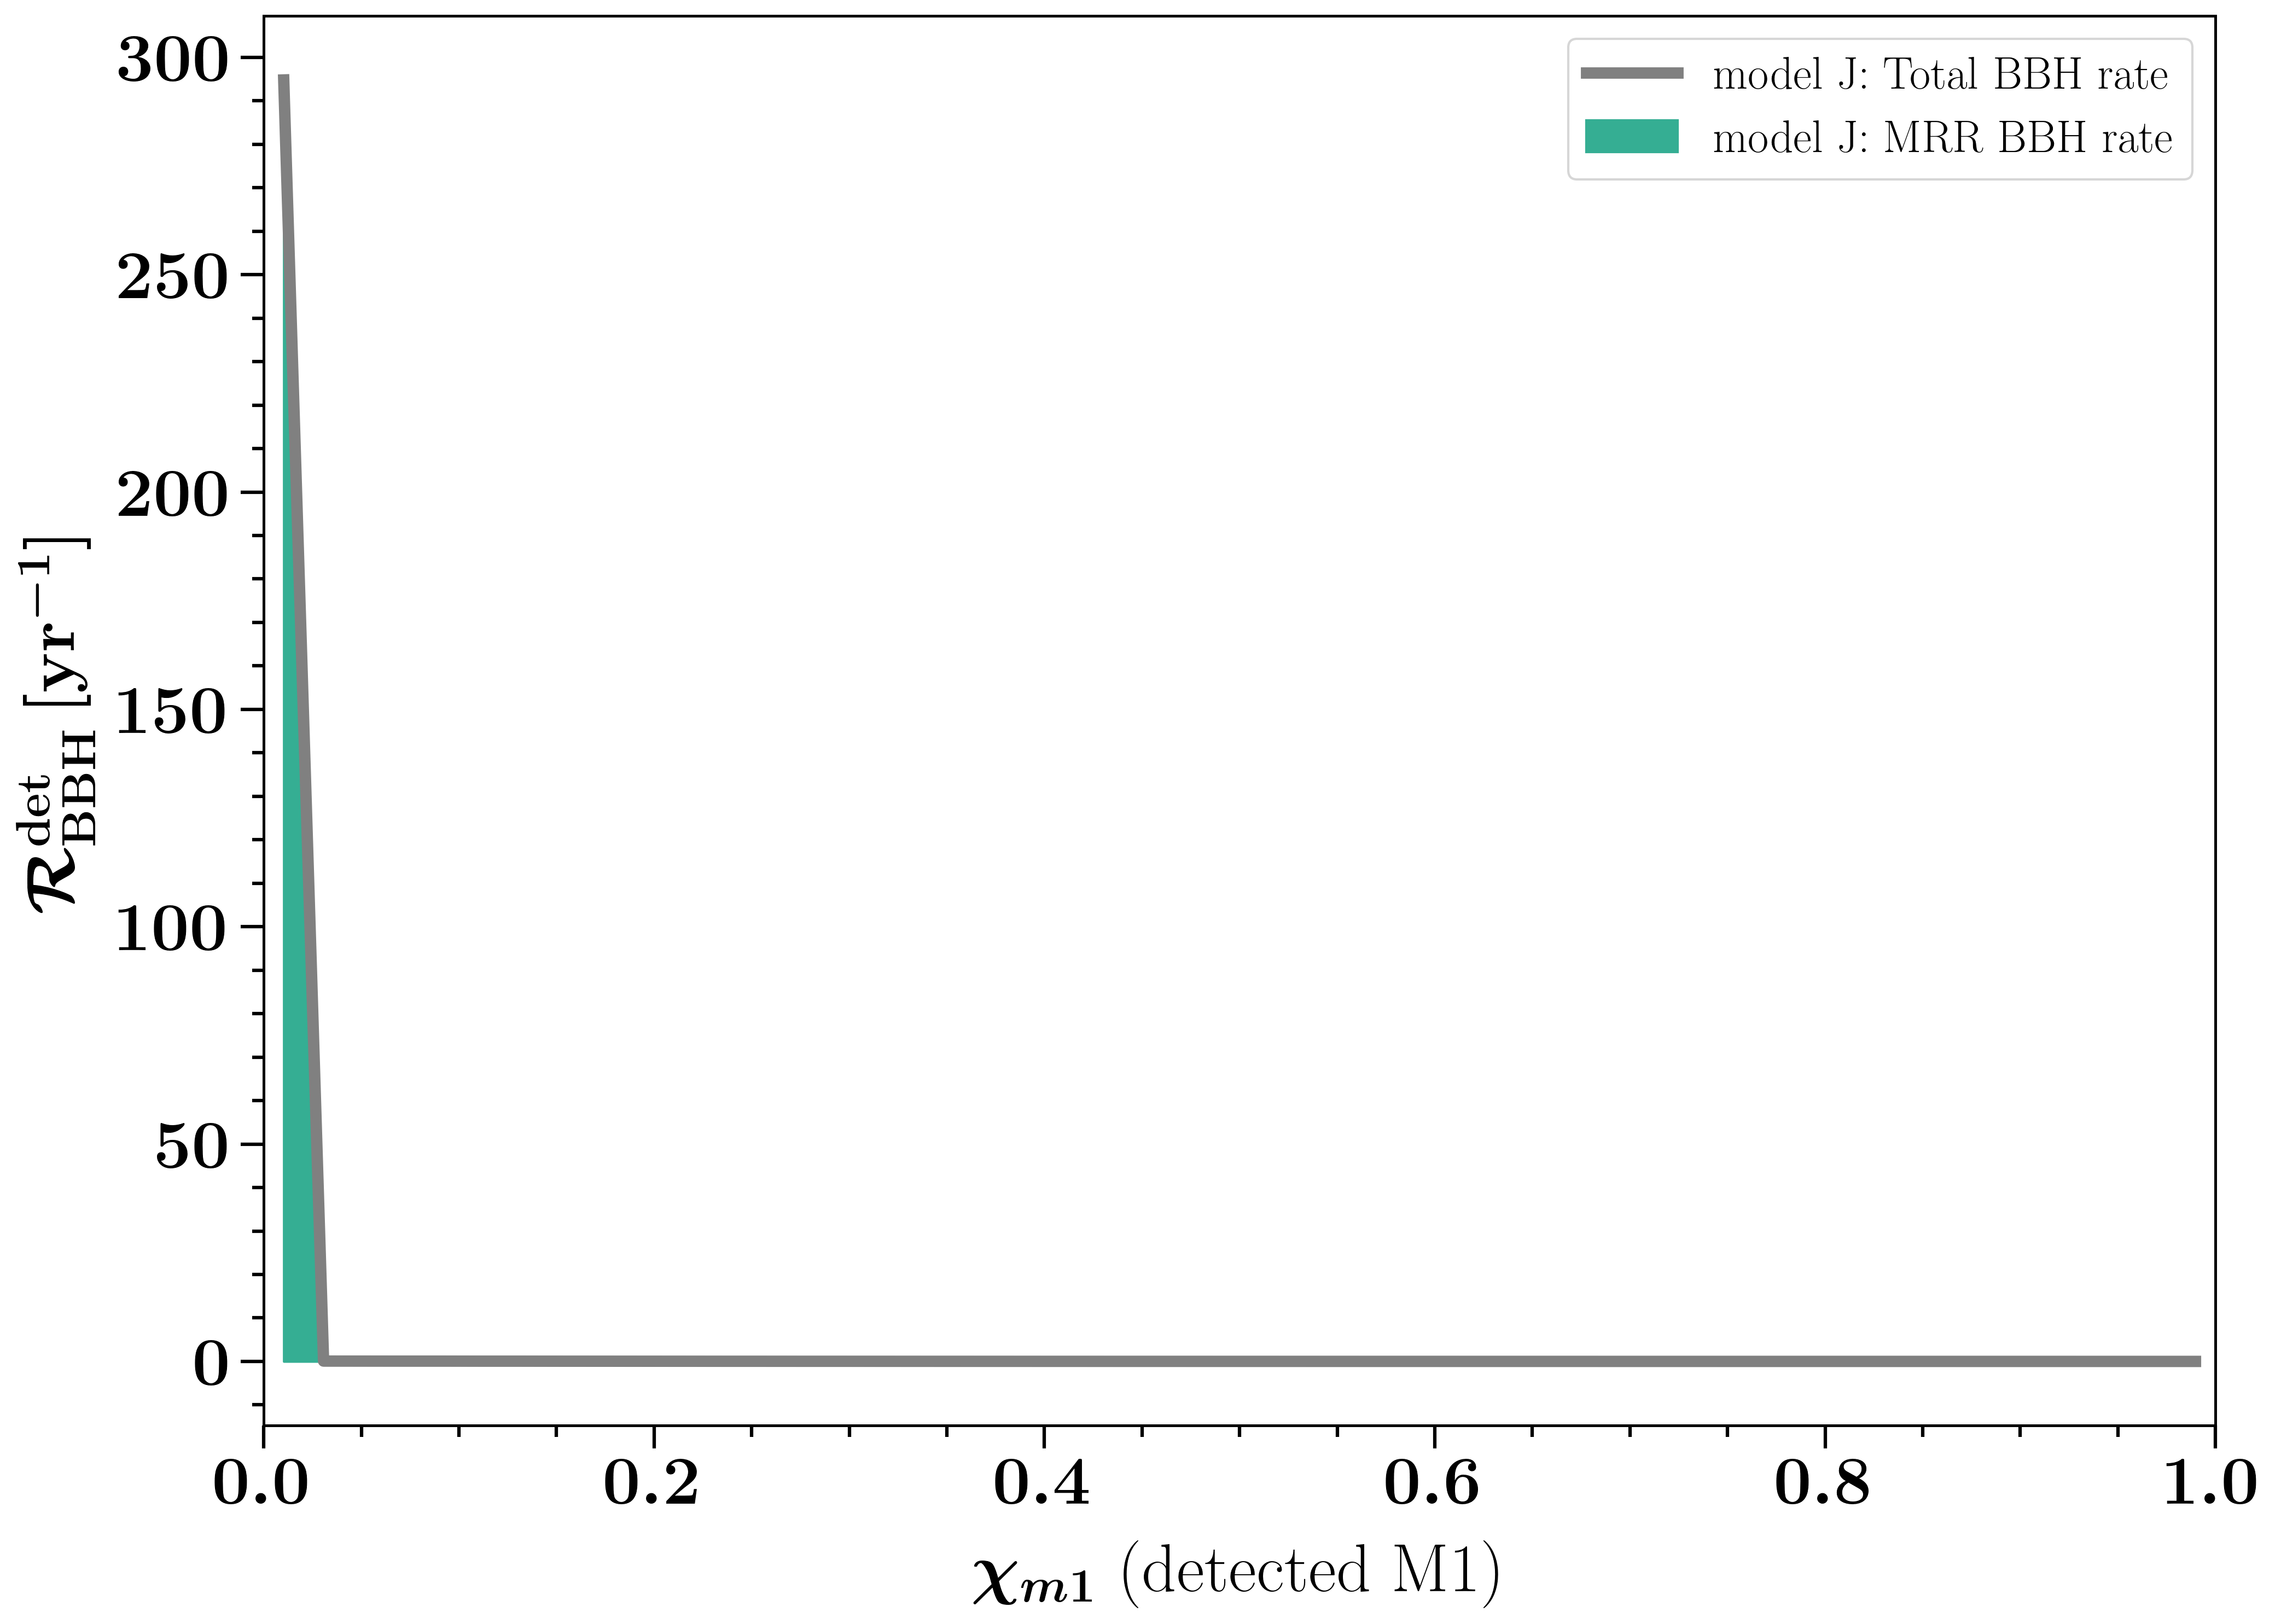 model J: Total BBH rate
model J: MRR BBH rate
300
250
200
150
100
50
0
𝓡^det_BBH [yr⁻¹]
0.0 0.2 0.4 0.6 0.8 1.0
χ_m1 (detected M1)